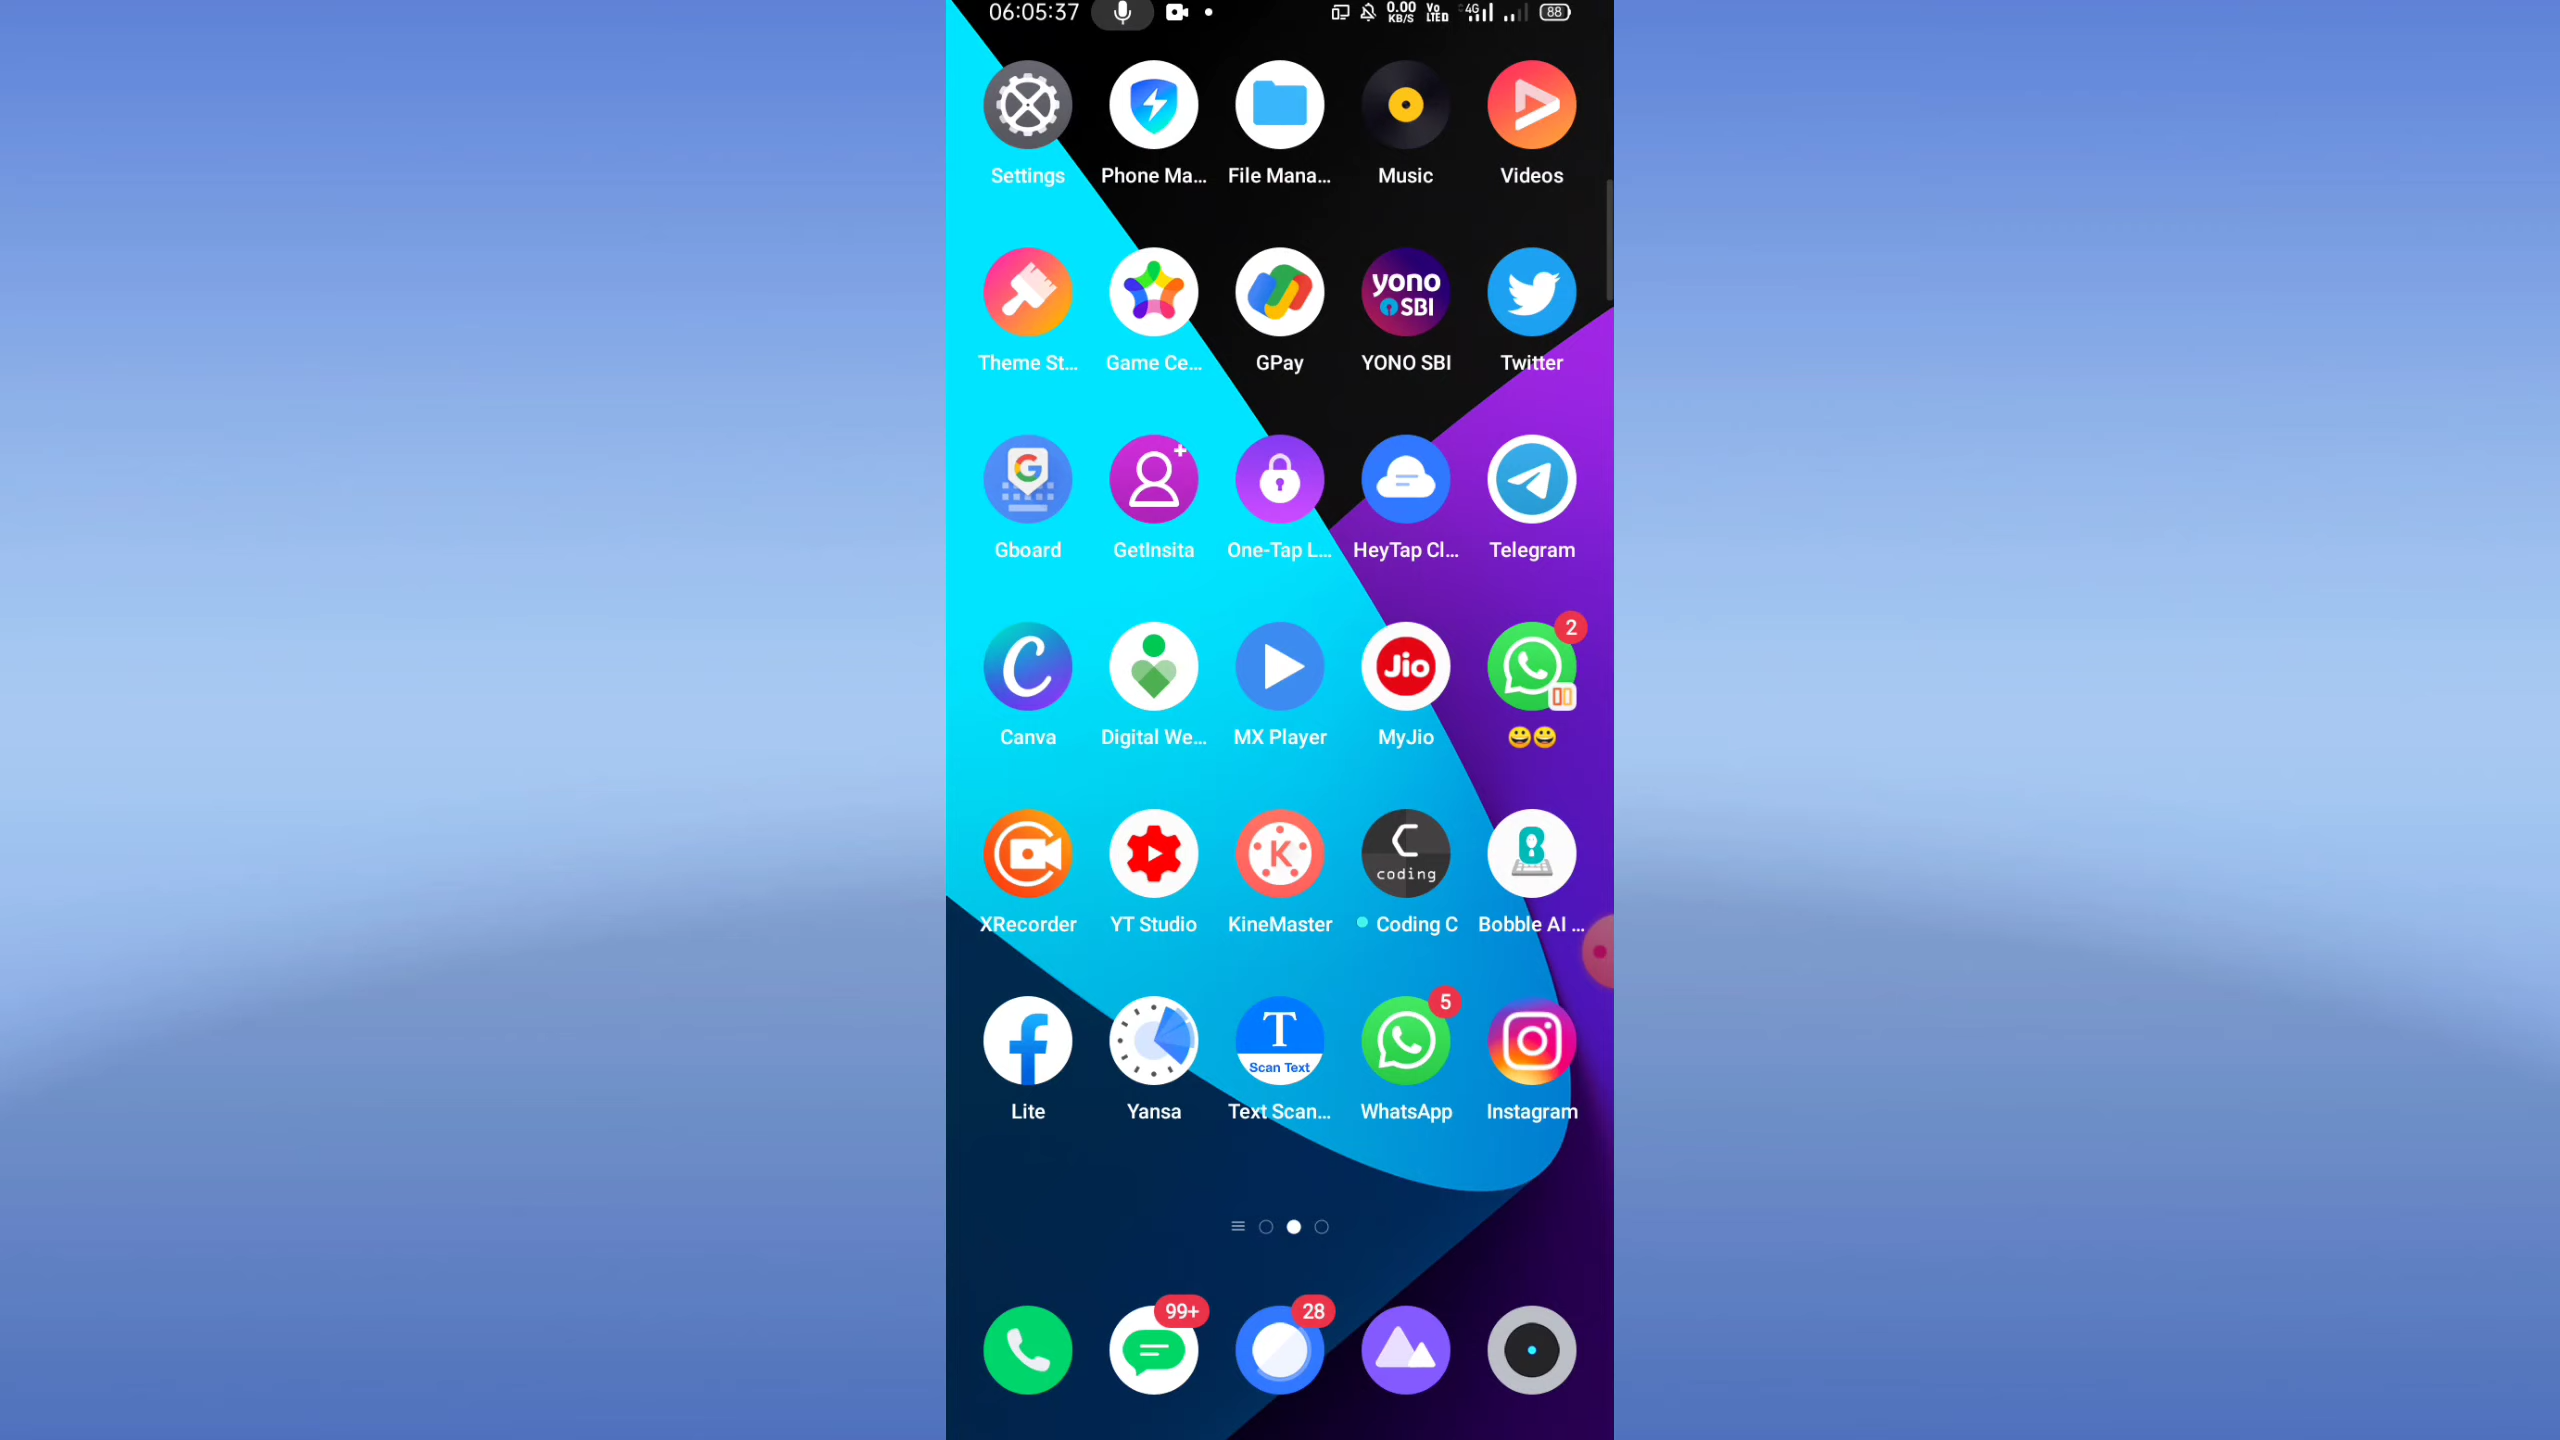 06:05:37 0.00 KB/S Vo LTED 4G 88
Settings Phone Ma... File Mana... Music Videos
yono
SBI
Theme St... Game Ce... GPay YONO SBI Twitter
G
Gboard GetInsita One-Tap L... HeyTap Cl... Telegram
C Jio 2
Canva Digital We... MX Player MyJio 😀😀
K C coding B
XRecorder YT Studio KineMaster Coding C Bobble AI ...
f T Scan Text 5
Lite Yansa Text Scan... WhatsApp Instagram
99+ 28